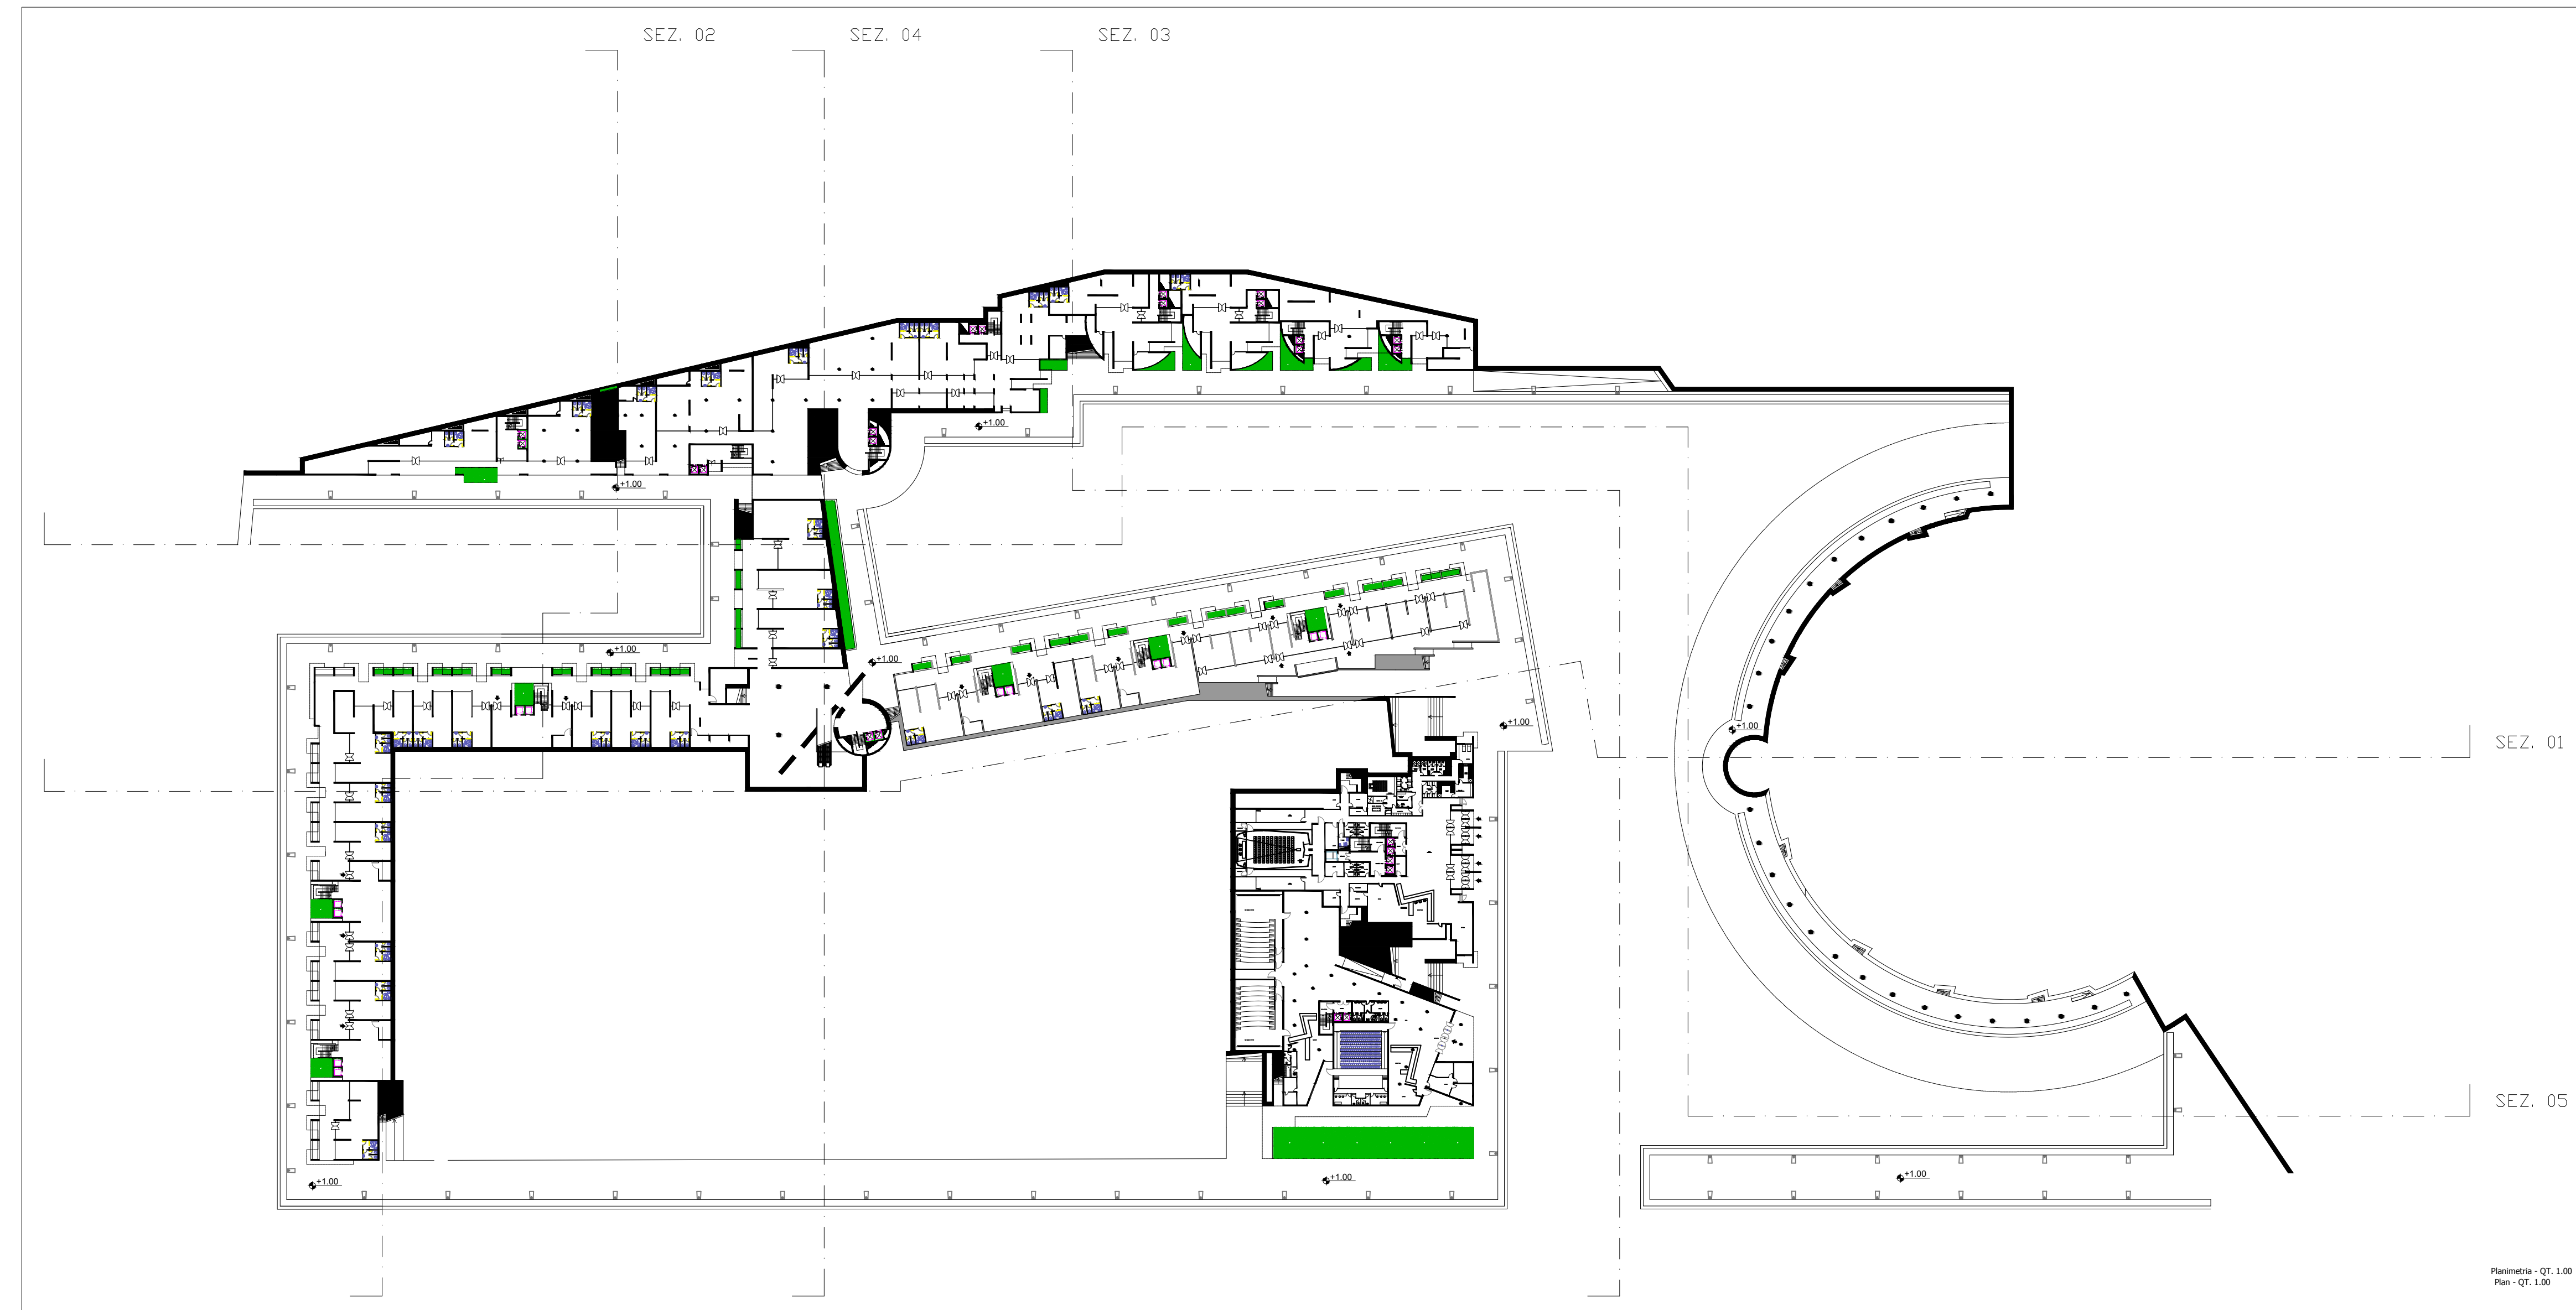 SEZ. 02
SEZ. 04
SEZ. 03
+1.00
+1.00
+1.00
+1.00
+1.00
+1.00
SEZ. 01
SEZ. 05
+1.00
+1.00
+1.00
Planimetria - QT. 1.00
Plan - QT. 1.00